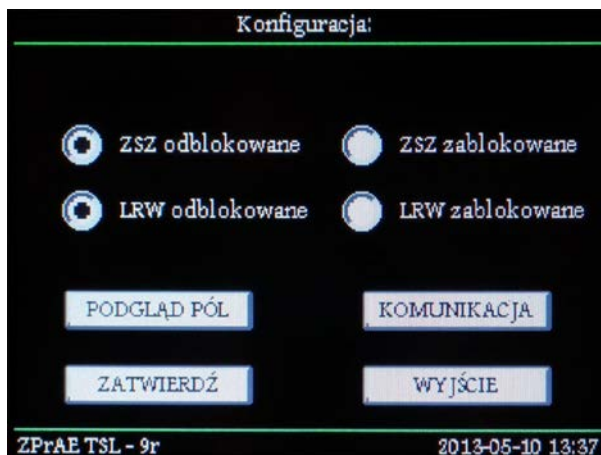 Konfiguracja:
ZSZ odblokowane ZSZ zablokowane
LRW odblokowane LRW zablokowane
PODGLĄD PÓL KOMUNIKACJA
ZATWIERDŹ WYJŚCIE
ZPrAE TSL - 9r 2013-05-10 13:37